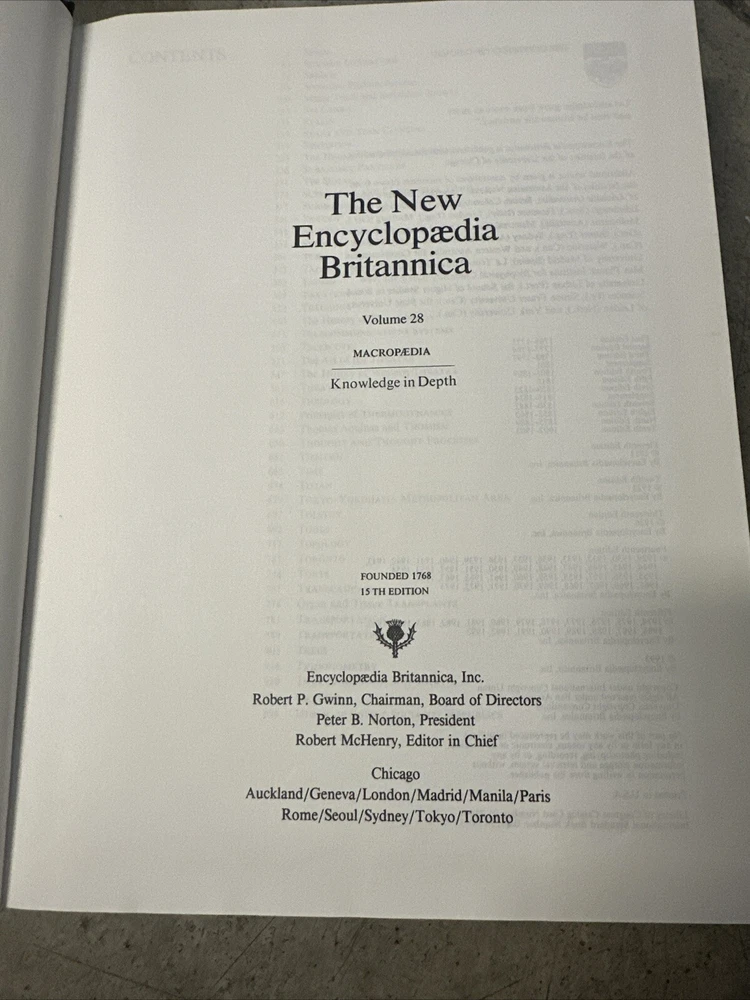 The New
Encyclopædia
Britannica
Volume 28
MACROPÆDIA
Knowledge in Depth
FOUNDED 1768
15 TH EDITION
Encyclopædia Britannica, Inc.
Robert P. Gwinn, Chairman, Board of Directors
Peter B. Norton, President
Robert McHenry, Editor in Chief
Chicago
Auckland/Geneva/London/Madrid/Manila/Paris
Rome/Seoul/Sydney/Tokyo/Toronto